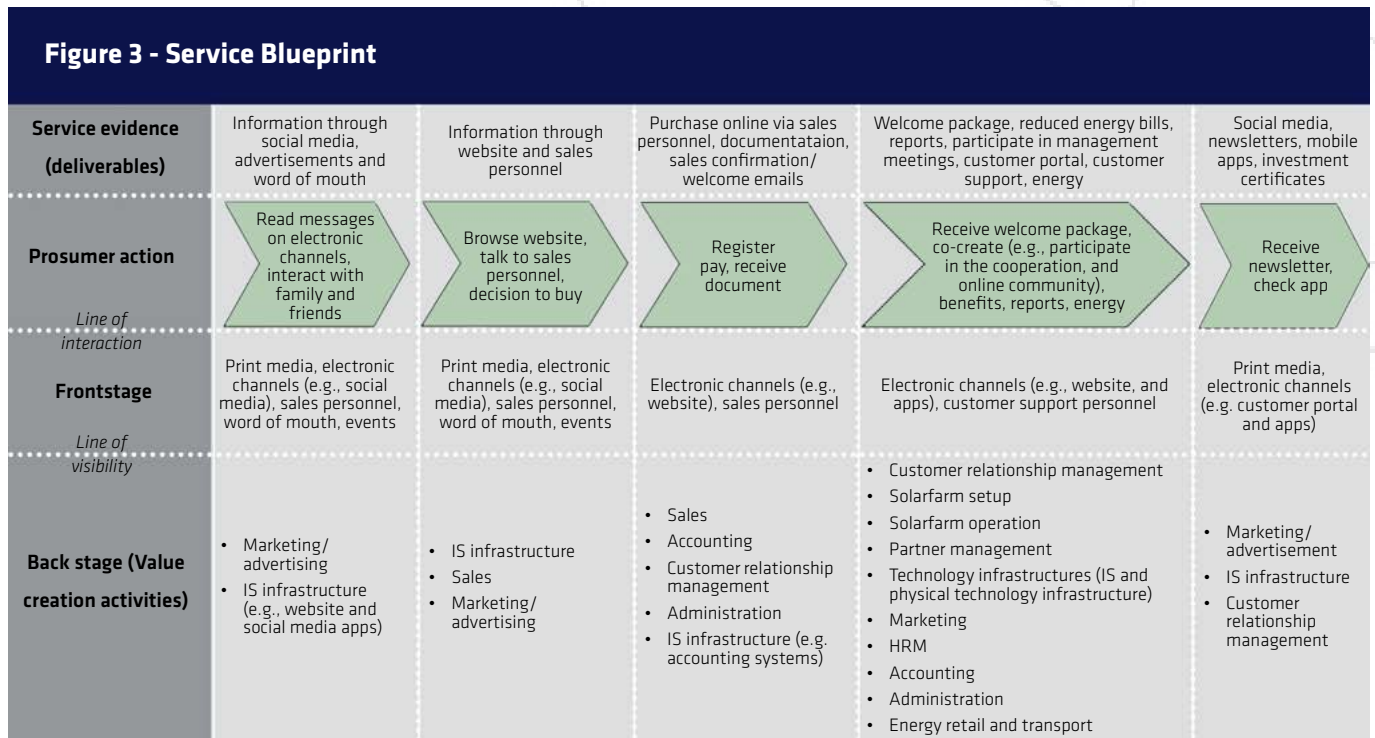 Figure 3 - Service Blueprint
Service evidence
(deliverables)
Information through
social media,
advertisements and
word of mouth
Information through
website and sales
personnel
Purchase online via sales
personnel, documentataion,
sales confirmation/
welcome emails
Welcome package, reduced energy bills,
reports, participate in management
meetings, customer portal, customer
support, energy
Social media,
newsletters, mobile
apps, investment
certificates
Prosumer action
Read messages
on electronic
channels,
interact with
family and
friends
Browse website,
talk to sales
personnel,
decision to buy
Register
pay, receive
document
Receive welcome package,
co-create (e.g., participate
in the cooperation, and
online community),
benefits, reports, energy
Receive
newsletter,
check app
Line of
interaction
Frontstage
Print media, electronic
channels (e.g., social
media), sales personnel,
word of mouth, events
Print media, electronic
channels (e.g., social
media), sales personnel,
word of mouth, events
Electronic channels (e.g.,
website), sales personnel
Electronic channels (e.g., website, and
apps), customer support personnel
Print media,
electronic channels
(e.g. customer portal
and apps)
Line of
visibility
Back stage (Value
creation activities)
• Marketing/
advertising
• IS infrastructure
(e.g., website and
social media apps)
• IS infrastructure
• Sales
• Marketing/
advertising
• Sales
• Accounting
• Customer relationship
management
• Administration
• IS infrastructure (e.g.
accounting systems)
• Customer relationship management
• Solarfarm setup
• Solarfarm operation
• Partner management
• Technology infrastructures (IS and
physical technology infrastructure)
• Marketing
• HRM
• Accounting
• Administration
• Energy retail and transport
• Marketing/
advertisement
• IS infrastructure
• Customer
relationship
management